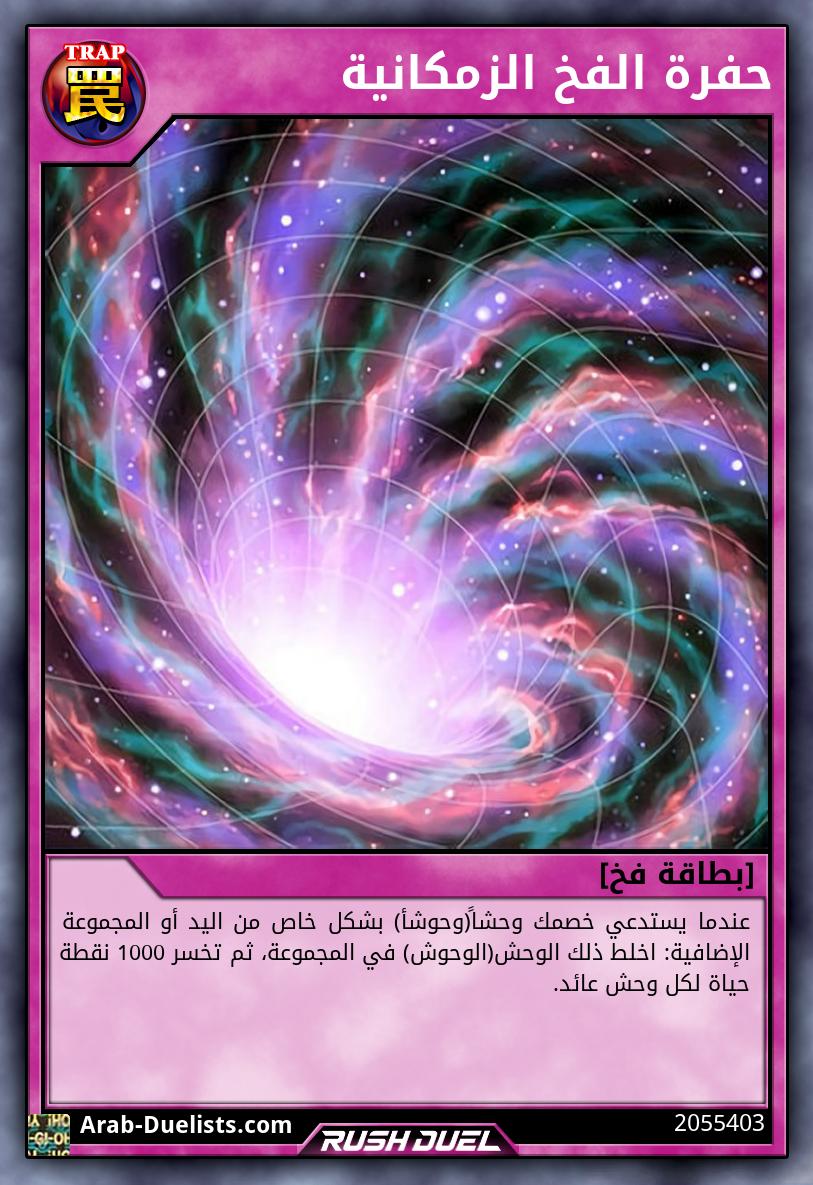 TRAP
罠
حفرة الفخ الزمكانية
[بطاقة فخ]
عندما يستدعي خصمك وحشاً(وحوشأ) بشكل خاص من اليد أو المجموعة
الإضافية: اخلط ذلك الوحش(الوحوش) في المجموعة، ثم تخسر 1000 نقطة
حياة لكل وحش عائد.
Arab-Duelists.com
2055403
RUSH DUEL